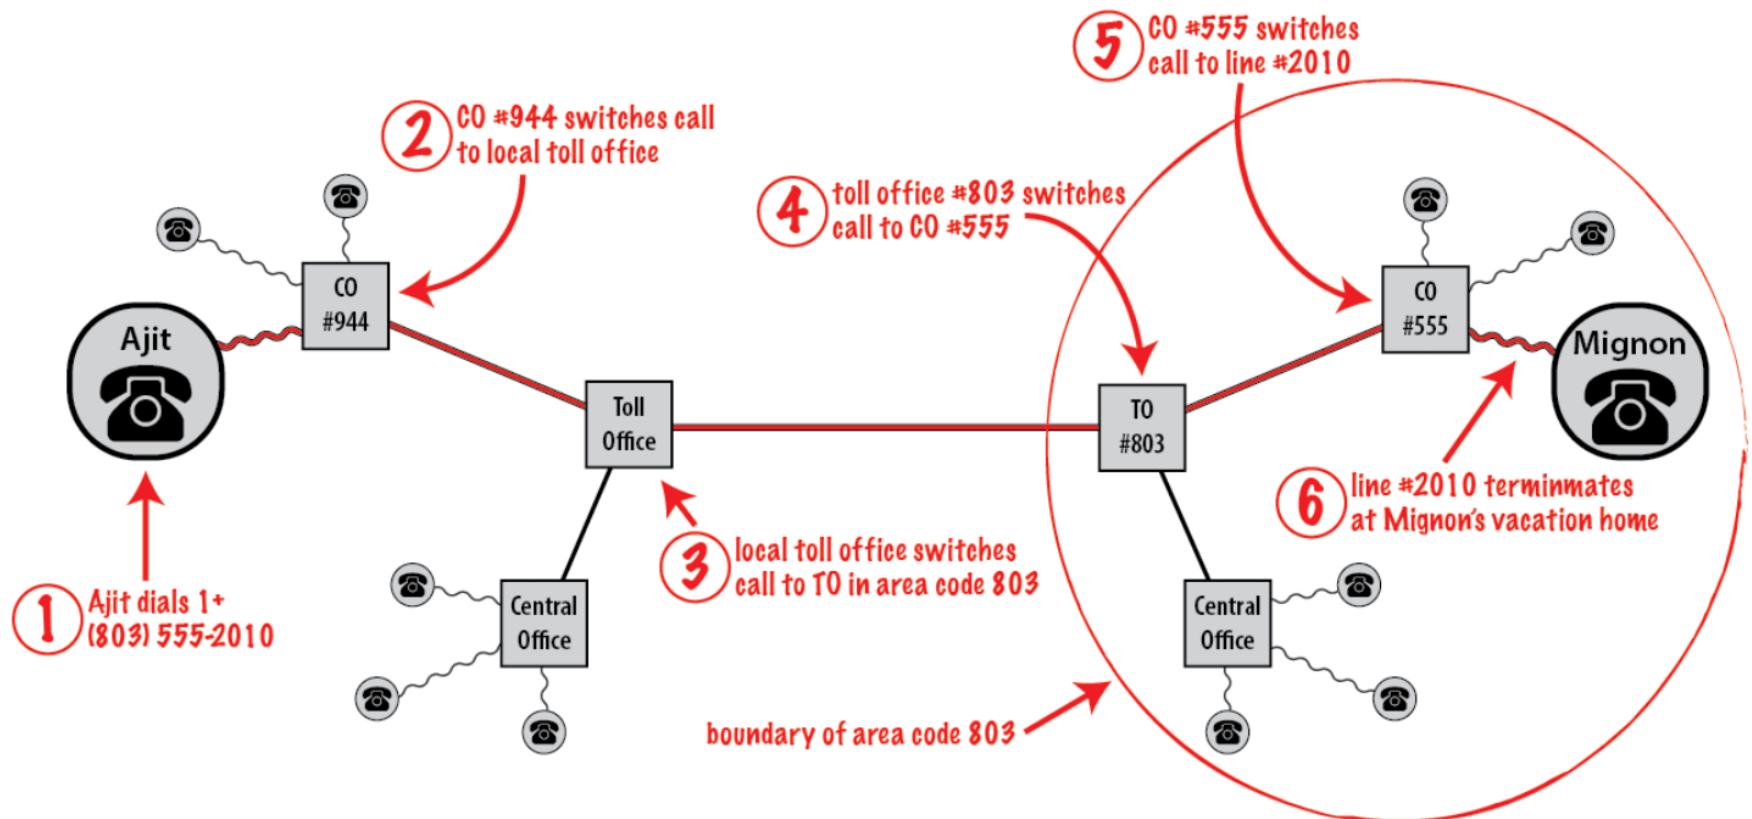 5 CO #555 switches
call to line #2010
2 CO #944 switches call
to local toll office
4 toll office #803 switches
call to CO #555
CO
#944
CO
#555
Ajit
Mignon
Toll
Office
TO
#803
6 line #2010 terminmates
at Mignon's vacation home
3 local toll office switches
call to TO in area code 803
1 Ajit dials 1+
(803) 555-2010
Central
Office
Central
Office
boundary of area code 803